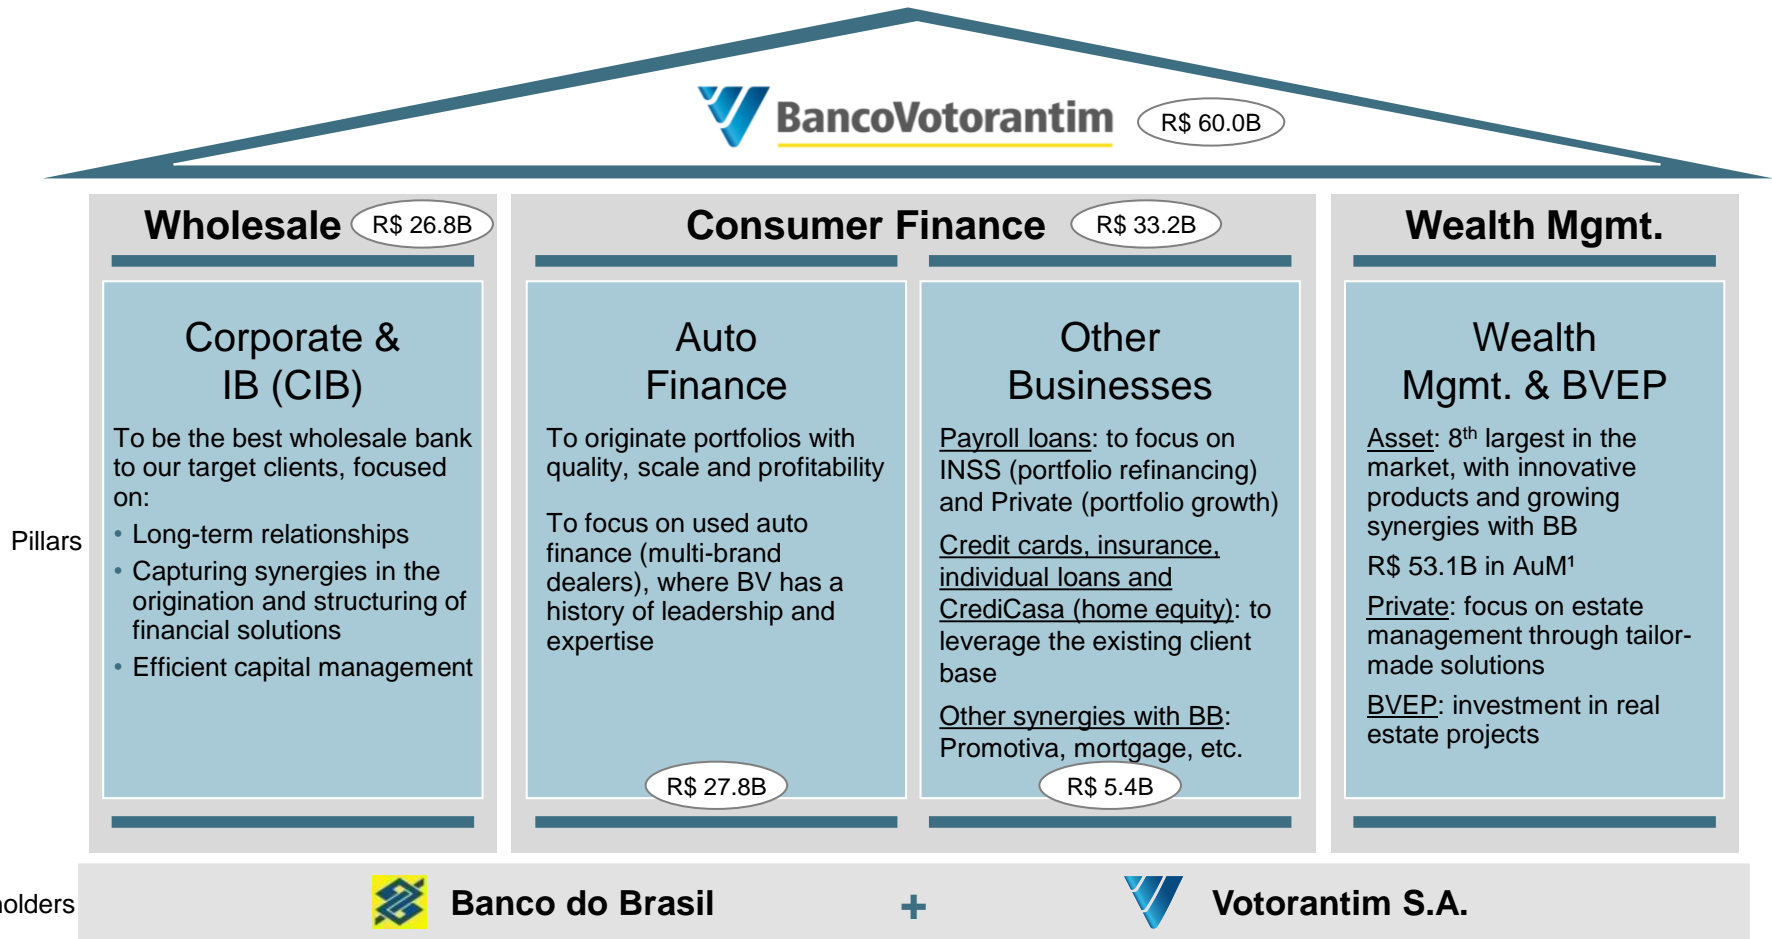 BancoVotorantim
R$ 60.0B
Wholesale
R$ 26.8B
Consumer Finance
R$ 33.2B
Wealth Mgmt.
Pillars
Corporate &
IB (CIB)
To be the best wholesale bank
to our target clients, focused
on:
• Long-term relationships
• Capturing synergies in the
origination and structuring of
financial solutions
• Efficient capital management
Auto
Finance
To originate portfolios with
quality, scale and profitability
To focus on used auto
finance (multi-brand
dealers), where BV has a
history of leadership and
expertise
R$ 27.8B
Other
Businesses
Payroll loans: to focus on
INSS (portfolio refinancing)
and Private (portfolio growth)
Credit cards, insurance,
individual loans and
CrediCasa (home equity): to
leverage the existing client
base
Other synergies with BB:
Promotiva, mortgage, etc.
R$ 5.4B
Wealth
Mgmt. & BVEP
Asset: 8th largest in the
market, with innovative
products and growing
synergies with BB
R$ 53.1B in AuM¹
Private: focus on estate
management through tailor-
made solutions
BVEP: investment in real
estate projects
holders
Banco do Brasil
+
Votorantim S.A.